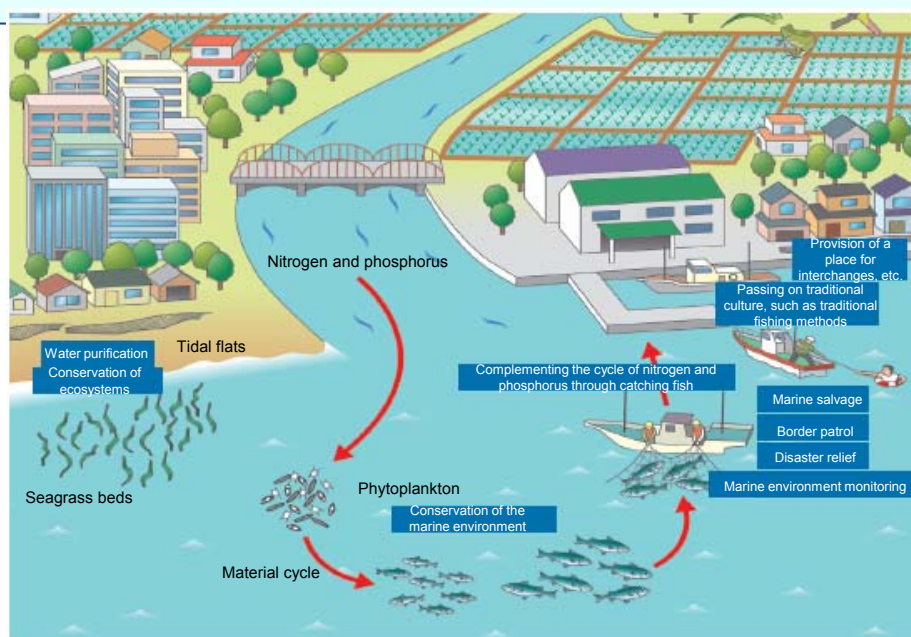 Nitrogen and phosphorus
Provision of a
place for
interchanges, etc.
Passing on traditional
culture, such as traditional
fishing methods
Tidal flats
Water purification
Conservation of
ecosystems
Complementing the cycle of nitrogen and
phosphorus through catching fish
Marine salvage
Border patrol
Disaster relief
Marine environment monitoring
Seagrass beds
Phytoplankton
Conservation of the
marine environment
Material cycle